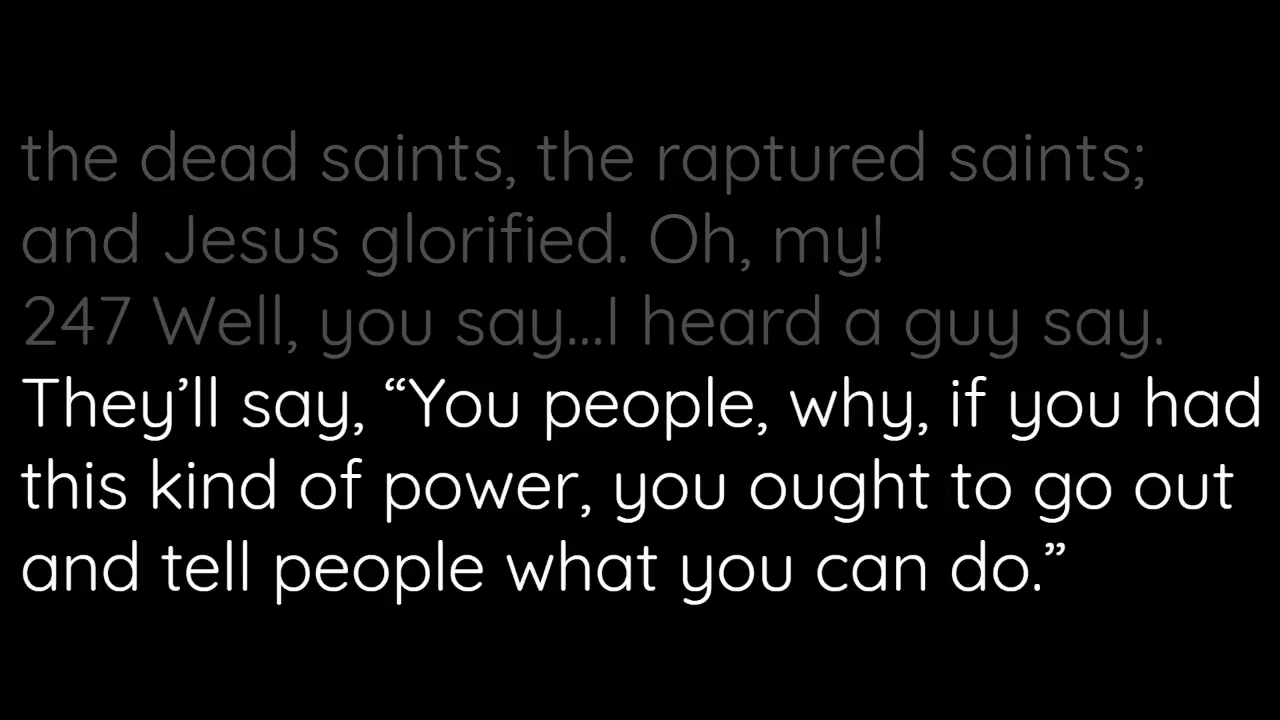 the dead saints, the raptured saints;
and Jesus glorified. Oh, my!
247 Well, you say...I heard a guy say.
They’ll say, “You people, why, if you had
this kind of power, you ought to go out
and tell people what you can do.”